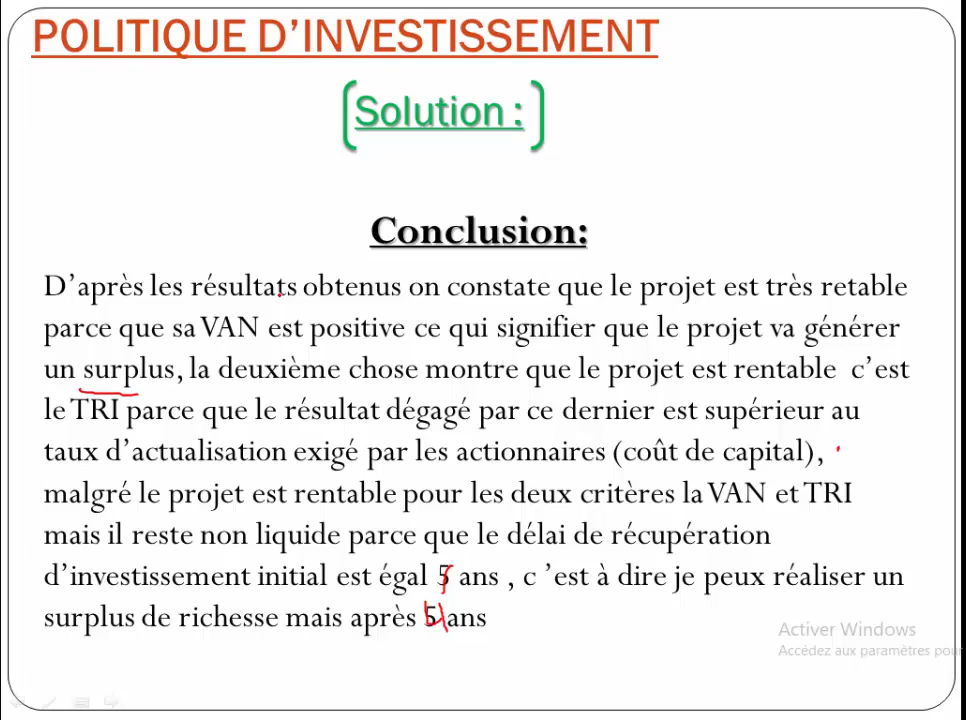 POLITIQUE D’INVESTISSEMENT
Solution :
Conclusion:
D’après les résultats obtenus on constate que le projet est très retable
parce que sa VAN est positive ce qui signifier que le projet va générer
un surplus, la deuxième chose montre que le projet est rentable c’est
le TRI parce que le résultat dégagé par ce dernier est supérieur au
taux d’actualisation exigé par les actionnaires (coût de capital),
malgré le projet est rentable pour les deux critères la VAN et TRI
mais il reste non liquide parce que le délai de récupération
d’investissement initial est égal 5 ans , c ’est à dire je peux réaliser un
surplus de richesse mais après 5 ans
Activer Windows
Accédez aux paramètres pour